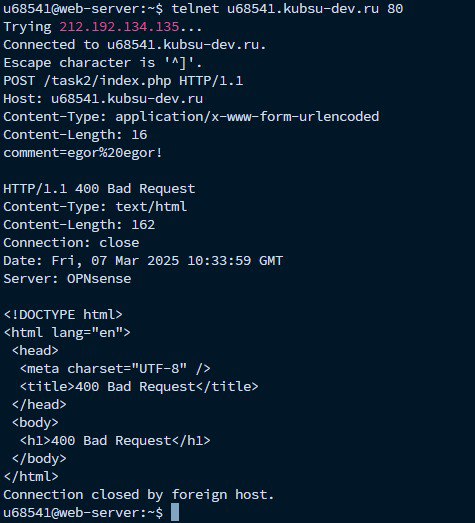 u68541@web-server:~$ telnet u68541.kubsu-dev.ru 80
Trying 212.192.134.135...
Connected to u68541.kubsu-dev.ru.
Escape character is '^]'.
POST /task2/index.php HTTP/1.1
Host: u68541.kubsu-dev.ru
Content-Type: application/x-www-form-urlencoded
Content-Length: 16
comment=egor%20egor!

HTTP/1.1 400 Bad Request
Content-Type: text/html
Content-Length: 162
Connection: close
Date: Fri, 07 Mar 2025 10:33:59 GMT
Server: OPNsense

<!DOCTYPE html>
<html lang="en">
 <head>
  <meta charset="UTF-8" />
  <title>400 Bad Request</title>
 </head>
 <body>
  <h1>400 Bad Request</h1>
 </body>
</html>
Connection closed by foreign host.
u68541@web-server:~$